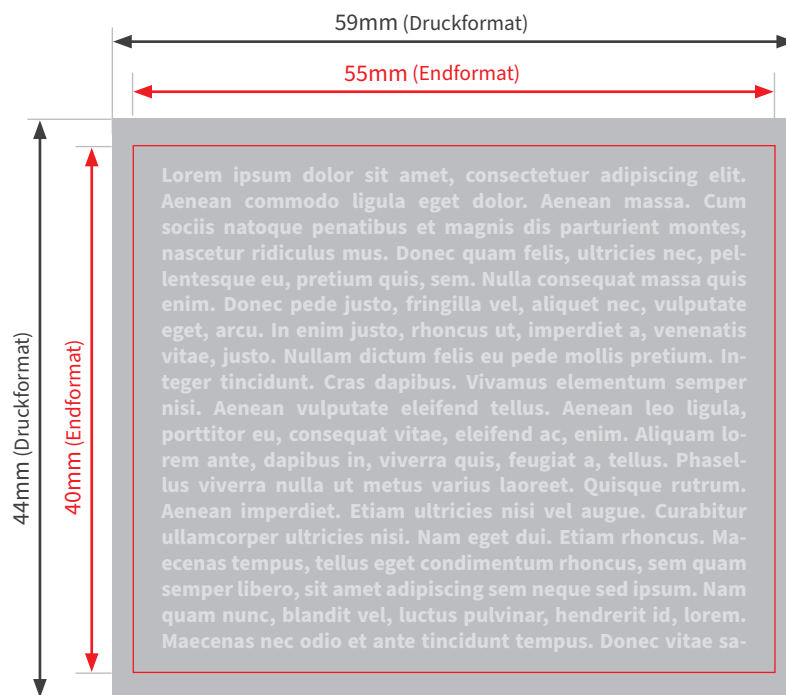 59mm (Druckformat)
55mm (Endformat)
44mm (Druckformat)
40mm (Endformat)
Lorem ipsum dolor sit amet, consectetuer adipiscing elit.
Aenean commodo ligula eget dolor. Aenean massa. Cum
sociis natoque penatibus et magnis dis parturient montes,
nascetur ridiculus mus. Donec quam felis, ultricies nec, pel-
lentesque eu, pretium quis, sem. Nulla consequat massa quis
enim. Donec pede justo, fringilla vel, aliquet nec, vulputate
eget, arcu. In enim justo, rhoncus ut, imperdiet a, venenatis
vitae, justo. Nullam dictum felis eu pede mollis pretium. In-
teger tincidunt. Cras dapibus. Vivamus elementum semper
nisi. Aenean vulputate eleifend tellus. Aenean leo ligula,
porttitor eu, consequat vitae, eleifend ac, enim. Aliquam lo-
rem ante, dapibus in, viverra quis, feugiat a, tellus. Phasel-
lus viverra nulla ut metus varius laoreet. Quisque rutrum.
Aenean imperdiet. Etiam ultricies nisi vel augue. Curabitur
ullamcorper ultricies nisi. Nam eget dui. Etiam rhoncus. Ma-
ecenas tempus, tellus eget condimentum rhoncus, sem quam
semper libero, sit amet adipiscing sem neque sed ipsum. Nam
quam nunc, blandit vel, luctus pulvinar, hendrerit id, lorem.
Maecenas nec odio et ante tincidunt tempus. Donec vitae sa-